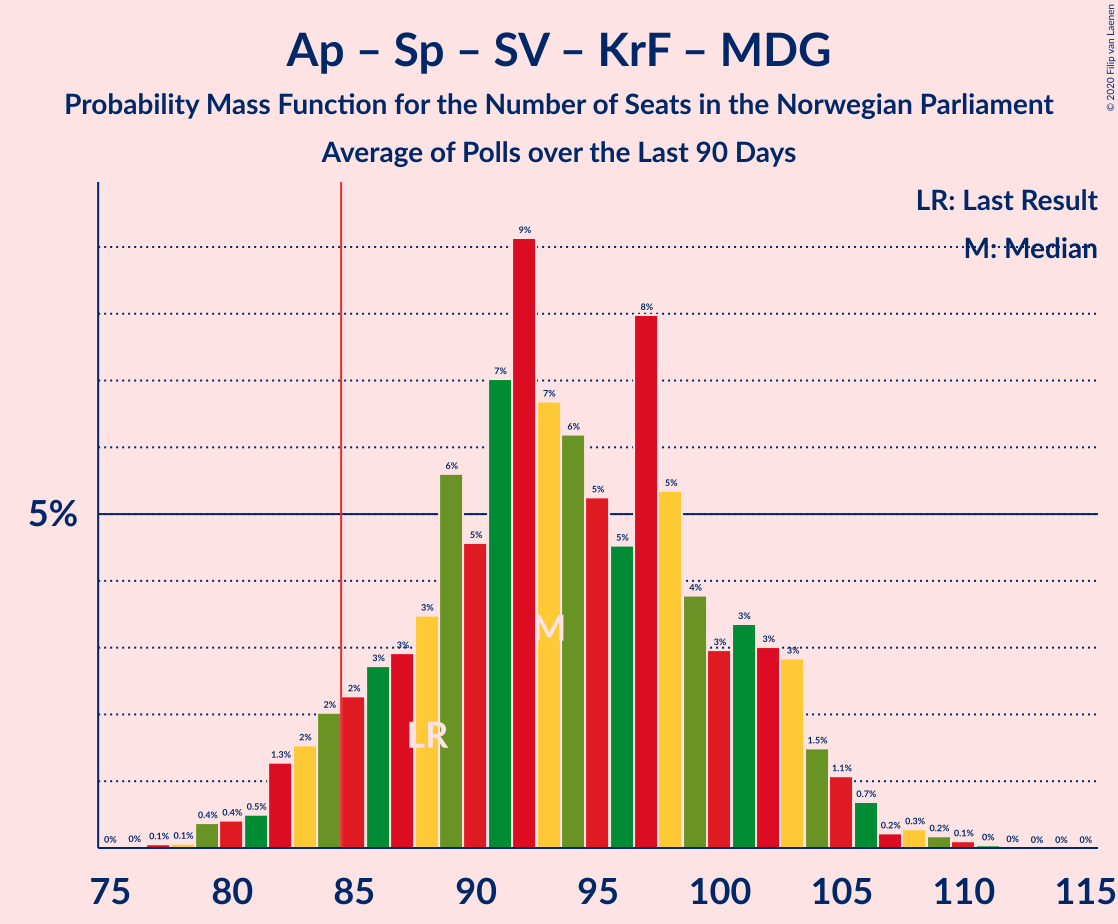 Ap – Sp – SV – KrF – MDG
Probability Mass Function for the Number of Seats in the Norwegian Parliament
Average of Polls over the Last 90 Days
© 2020 Filip van Laenen
LR: Last Result
M: Median
5%
0% 0% 0.1% 0.1% 0.4% 0.4% 0.5% 1.3% 2% 2% 2% 3% 3% 3% 6% 5% 7% 9% 7% 6% 5% 5% 8% 5% 4% 3% 3% 3% 3% 1.5% 1.1% 0.7% 0.2% 0.3% 0.2% 0.1% 0% 0% 0% 0% 0%
M
LR
75 80 85 90 95 100 105 110 115